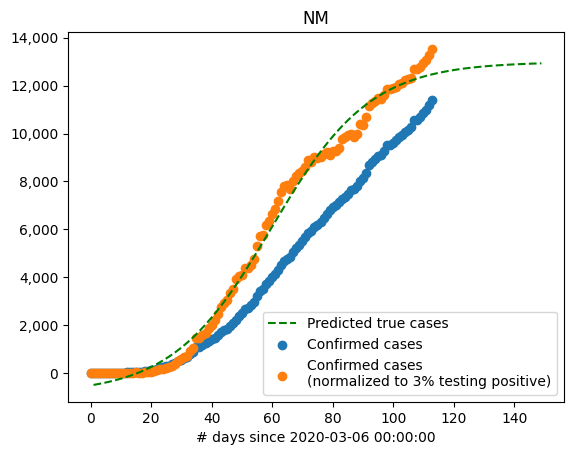 NM
14,000
12,000
10,000
8,000
6,000
4,000
2,000
0
Predicted true cases
Confirmed cases
Confirmed cases
(normalized to 3% testing positive)
0 20 40 60 80 100 120 140
# days since 2020-03-06 00:00:00